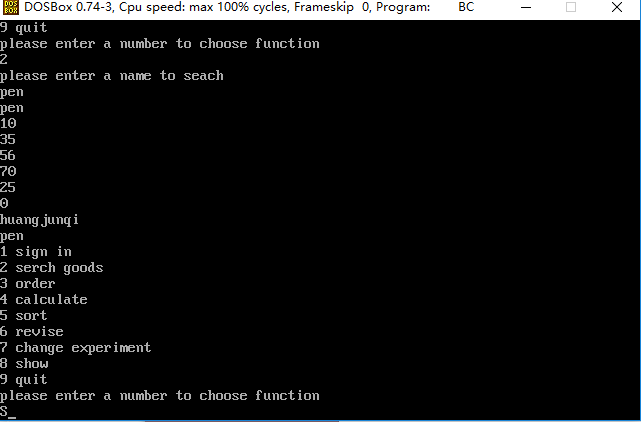 DOSBox 0.74-3, Cpu speed: max 100% cycles, Frameskip 0, Program: BC
9 quit
please enter a number to choose function
2
please enter a name to seach
pen
pen
10
35
56
70
25
0
huangjunqi
pen
1 sign in
2 serch goods
3 order
4 calculate
5 sort
6 revise
7 change experiment
8 show
9 quit
please enter a number to choose function
S_